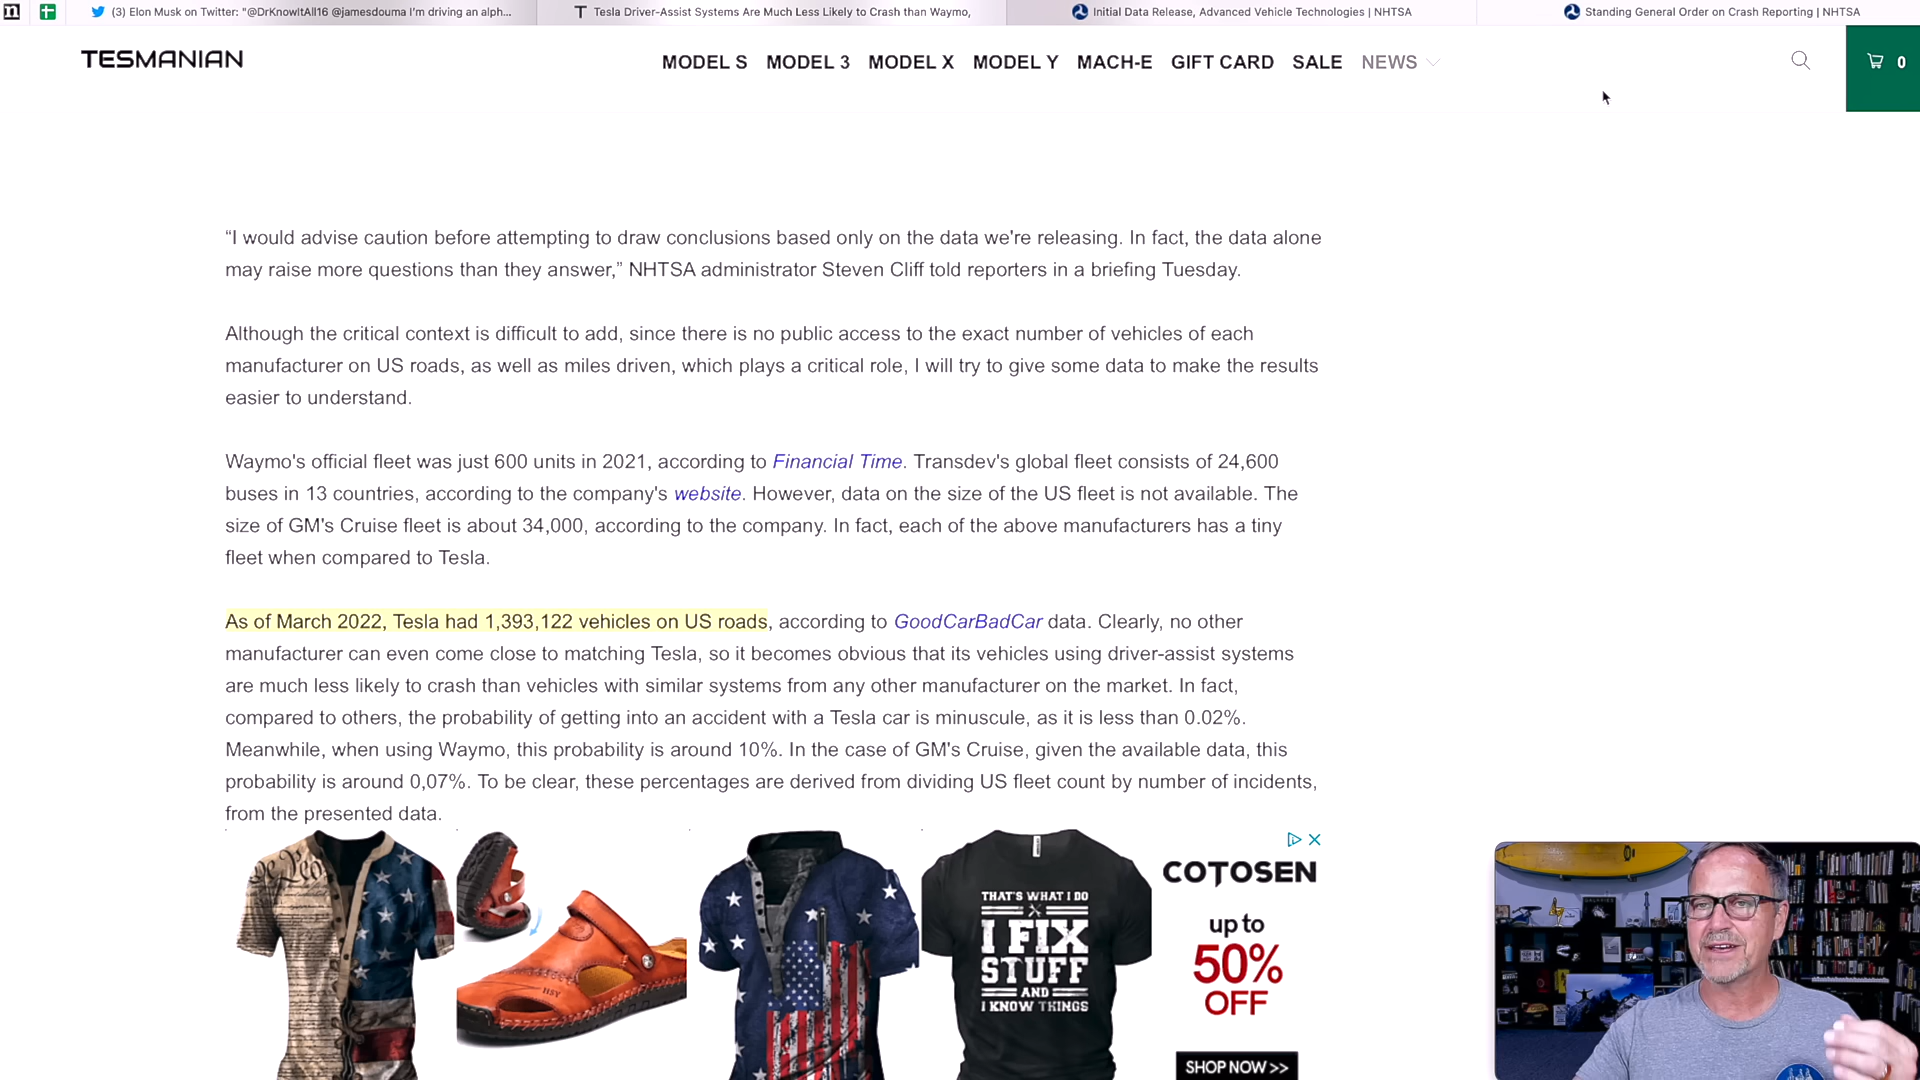 (3) Elon Musk on Twitter: "@DrKnowItAll16 @jamesdouma I'm driving an alph...
Tesla Driver-Assist Systems Are Much Less Likely to Crash than Waymo,
Initial Data Release, Advanced Vehicle Technologies | NHTSA
Standing General Order on Crash Reporting | NHTSA
TESMANIAN
MODEL S MODEL 3 MODEL X MODEL Y MACH-E GIFT CARD SALE NEWS
0
“I would advise caution before attempting to draw conclusions based only on the data we're releasing. In fact, the data alone
may raise more questions than they answer,” NHTSA administrator Steven Cliff told reporters in a briefing Tuesday.
Although the critical context is difficult to add, since there is no public access to the exact number of vehicles of each
manufacturer on US roads, as well as miles driven, which plays a critical role, I will try to give some data to make the results
easier to understand.
Waymo's official fleet was just 600 units in 2021, according to Financial Time. Transdev's global fleet consists of 24,600
buses in 13 countries, according to the company's website. However, data on the size of the US fleet is not available. The
size of GM's Cruise fleet is about 34,000, according to the company. In fact, each of the above manufacturers has a tiny
fleet when compared to Tesla.
As of March 2022, Tesla had 1,393,122 vehicles on US roads, according to GoodCarBadCar data. Clearly, no other
manufacturer can even come close to matching Tesla, so it becomes obvious that its vehicles using driver-assist systems
are much less likely to crash than vehicles with similar systems from any other manufacturer on the market. In fact,
compared to others, the probability of getting into an accident with a Tesla car is minuscule, as it is less than 0.02%.
Meanwhile, when using Waymo, this probability is around 10%. In the case of GM's Cruise, given the available data, this
probability is around 0,07%. To be clear, these percentages are derived from dividing US fleet count by number of incidents,
from the presented data.
We the Peo
HSY
THAT'S WHAT I DO
I FIX
STUFF
AND
I KNOW THINGS
COTOSEN
up to
50%
OFF
SHOP NOW >>